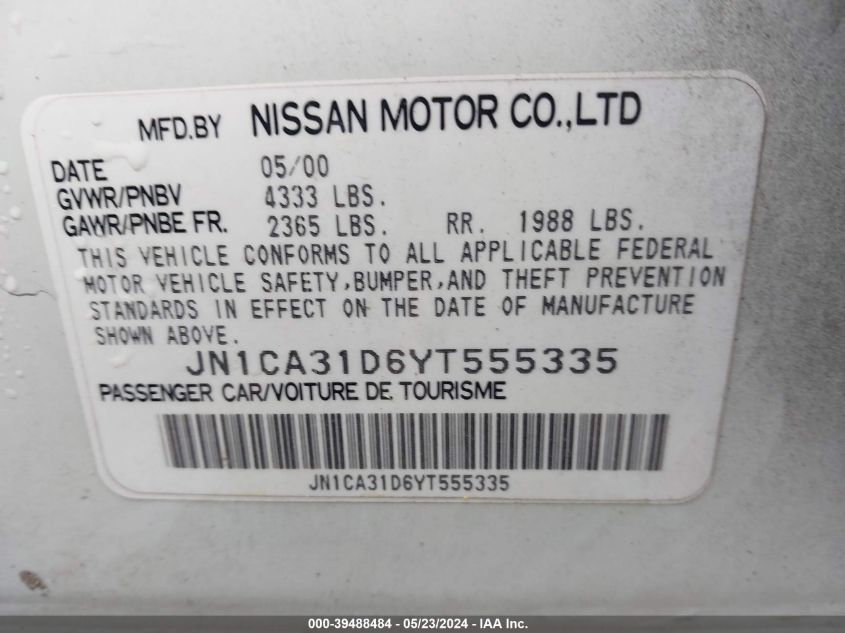 MFD.BY NISSAN MOTOR CO.,LTD
DATE 05/00
GVWR/PNBV 4333 LBS.
GAWR/PNBE FR. 2365 LBS. RR. 1988 LBS.
THIS VEHICLE CONFORMS TO ALL APPLICABLE FEDERAL
MOTOR VEHICLE SAFETY,BUMPER,AND THEFT PREVENTION
STANDARDS IN EFFECT ON THE DATE OF MANUFACTURE
SHOWN ABOVE.
JN1CA31D6YT555335
PASSENGER CAR/VOITURE DE TOURISME
JN1CA31D6YT555335
000-39488484 - 05/23/2024 - IAA Inc.